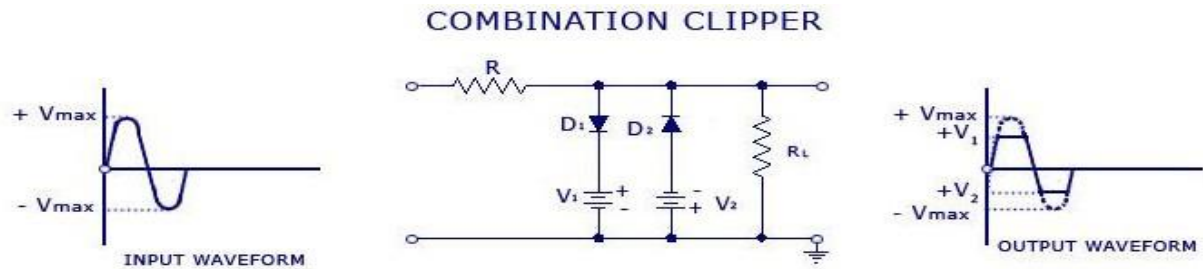 COMBINATION CLIPPER
+ Vmax
- Vmax
INPUT WAVEFORM
R
D1
D2
RL
V1
+
-
-
+
V2
+ Vmax
+V1
+V2
- Vmax
OUTPUT WAVEFORM